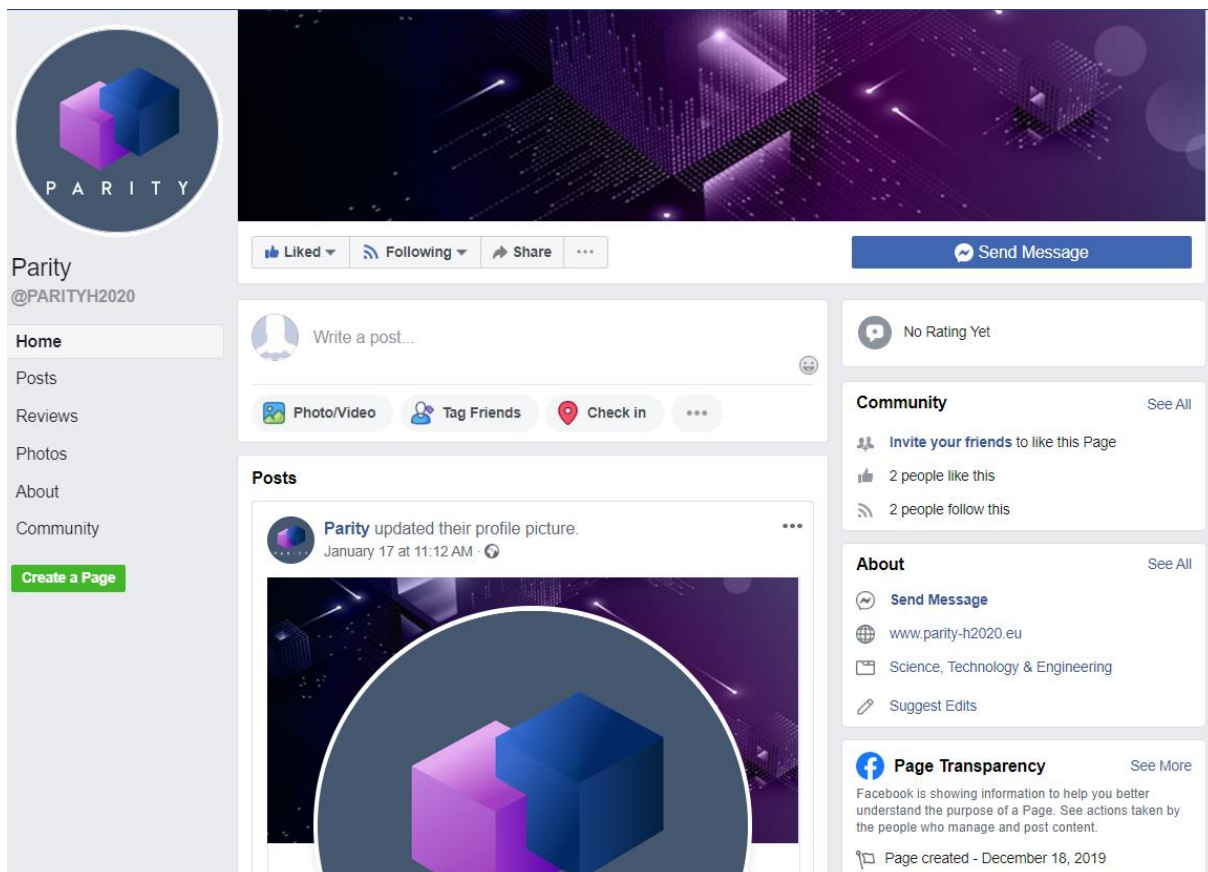 PARITY
Parity
@PARITYH2020
Home
Posts
Reviews
Photos
About
Community
Create a Page
Liked Following Share ...
Send Message
Write a post...
Photo/Video Tag Friends Check in ...
Posts
Parity updated their profile picture.
January 17 at 11:12 AM ·
No Rating Yet
Community See All
Invite your friends to like this Page
2 people like this
2 people follow this
About See All
Send Message
www.parity-h2020.eu
Science, Technology & Engineering
Suggest Edits
Page Transparency See More
Facebook is showing information to help you better
understand the purpose of a Page. See actions taken by
the people who manage and post content.
Page created - December 18, 2019